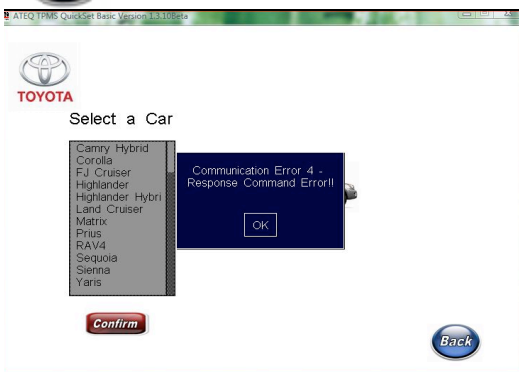 ATEQ TPMS QuickSet Basic Version 1.3.10Beta
TOYOTA
Select a Car
Camry Hybrid
Corolla
FJ Cruiser
Highlander
Highlander Hybri
Land Cruiser
Matrix
Prius
RAV4
Sequoia
Sienna
Yaris
Communication Error 4 -
Response Command Error!!
OK
Confirm
Back